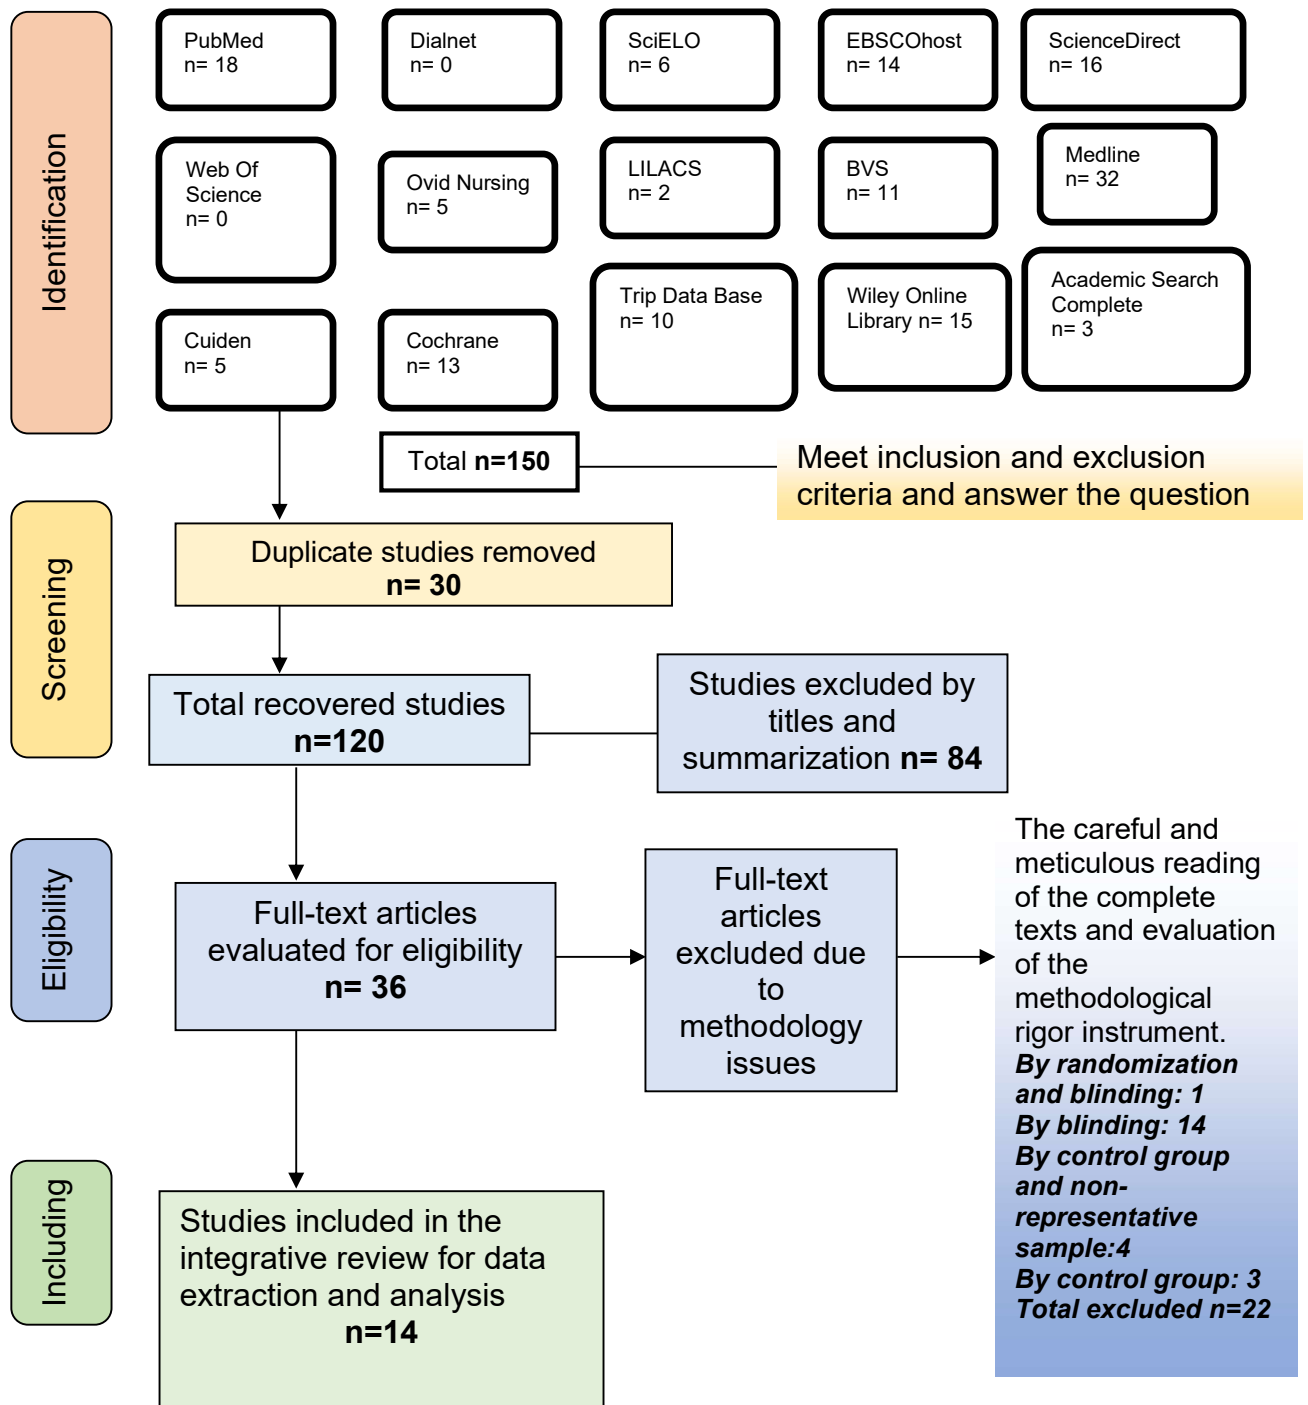 Identification
PubMed
n= 18
Dialnet
n= 0
SciELO
n= 6
EBSCOhost
n= 14
ScienceDirect
n= 16
Web Of
Science
n= 0
Ovid Nursing
n= 5
LILACS
n= 2
BVS
n= 11
Medline
n= 32
Cuiden
n= 5
Cochrane
n= 13
Trip Data Base
n= 10
Wiley Online
Library n= 15
Academic Search
Complete
n= 3
Total n=150
Meet inclusion and exclusion
criteria and answer the question
Screening
Duplicate studies removed
n= 30
Total recovered studies
n=120
Studies excluded by
titles and
summarization n= 84
Eligibility
Full-text articles
evaluated for eligibility
n= 36
Full-text
articles
excluded due
to
methodology
issues
The careful and
meticulous reading
of the complete
texts and evaluation
of the
methodological
rigor instrument.
By randomization
and blinding: 1
By blinding: 14
By control group
and non-
representative
sample:4
By control group: 3
Total excluded n=22
Including
Studies included in the
integrative review for data
extraction and analysis
n=14